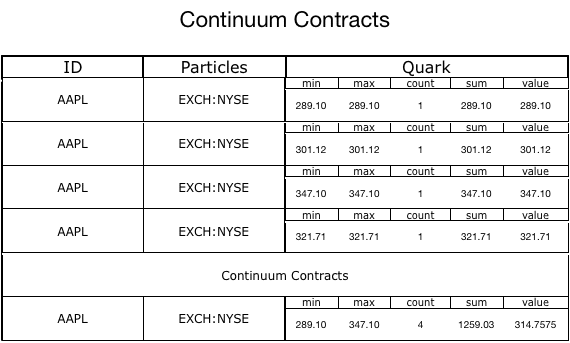 Continuum Contracts
ID Particles Quark
min max count sum value
AAPL EXCH:NYSE 289.10 289.10 1 289.10 289.10
min max count sum value
AAPL EXCH:NYSE 301.12 301.12 1 301.12 301.12
min max count sum value
AAPL EXCH:NYSE 347.10 347.10 1 347.10 347.10
min max count sum value
AAPL EXCH:NYSE 321.71 321.71 1 321.71 321.71
Continuum Contracts
min max count sum value
AAPL EXCH:NYSE 289.10 347.10 4 1259.03 314.7575